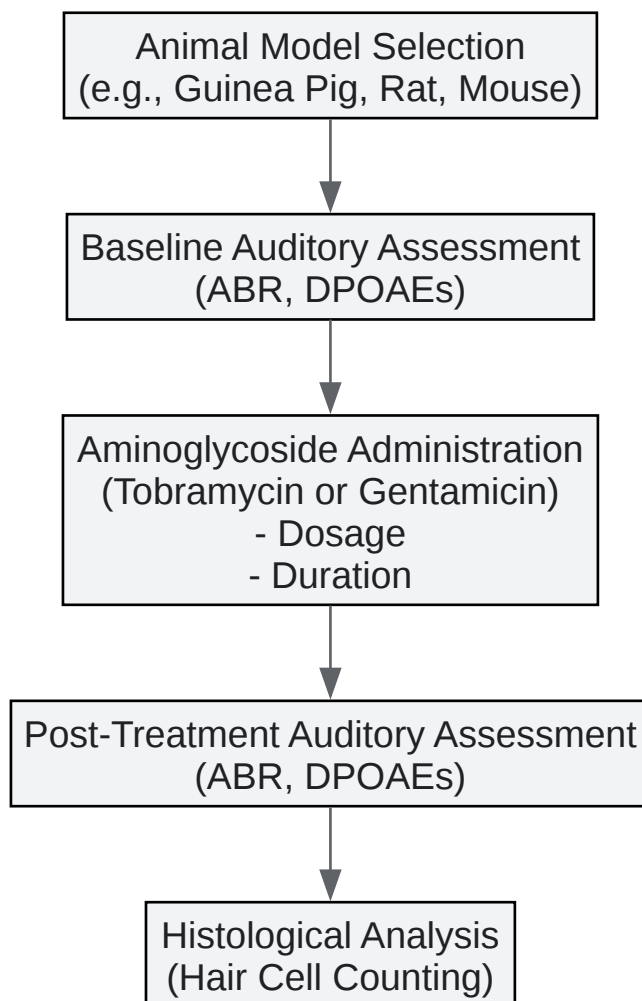 Animal Model Selection
(e.g., Guinea Pig, Rat, Mouse)
Baseline Auditory Assessment
(ABR, DPOAEs)
Aminoglycoside Administration
(Tobramycin or Gentamicin)
- Dosage
- Duration
Post-Treatment Auditory Assessment
(ABR, DPOAEs)
Histological Analysis
(Hair Cell Counting)